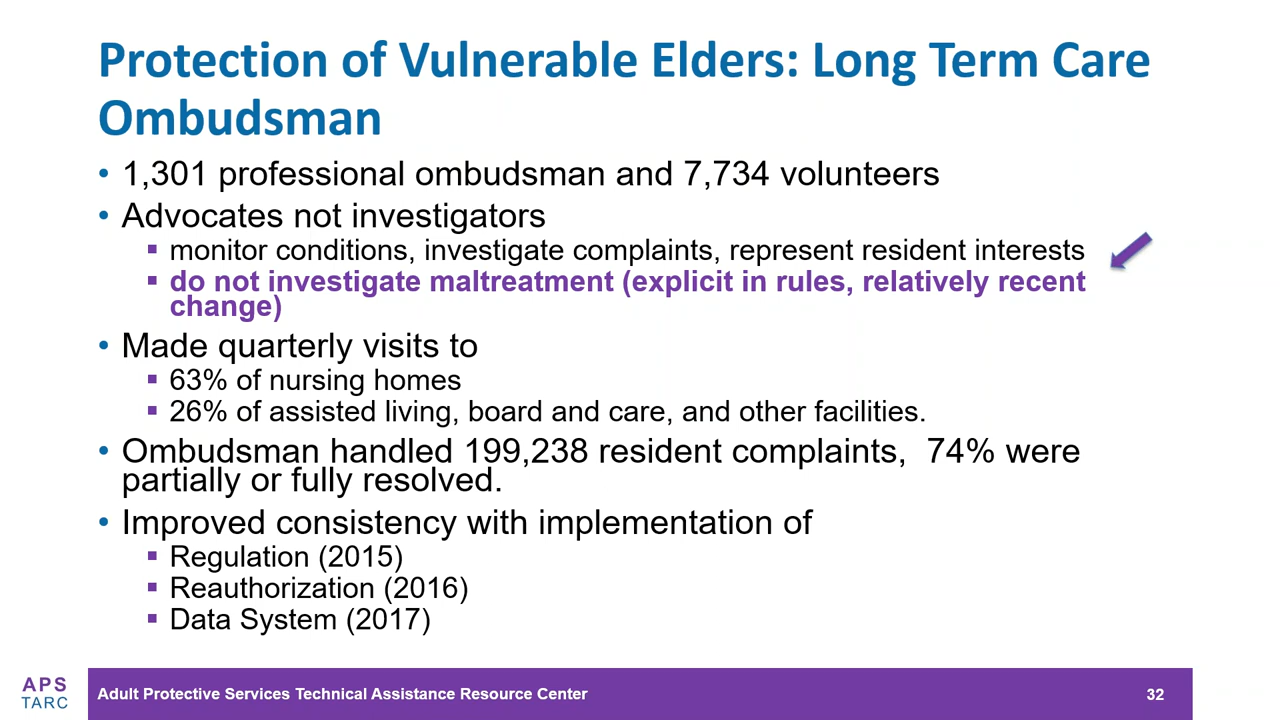 Protection of Vulnerable Elders: Long Term Care
Ombudsman
• 1,301 professional ombudsman and 7,734 volunteers
• Advocates not investigators
▪ monitor conditions, investigate complaints, represent resident interests
▪ do not investigate maltreatment (explicit in rules, relatively recent
change)
• Made quarterly visits to
▪ 63% of nursing homes
▪ 26% of assisted living, board and care, and other facilities.
• Ombudsman handled 199,238 resident complaints,  74% were
partially or fully resolved.
• Improved consistency with implementation of
▪ Regulation (2015)
▪ Reauthorization (2016)
▪ Data System (2017)
APS
TARC
Adult Protective Services Technical Assistance Resource Center
32